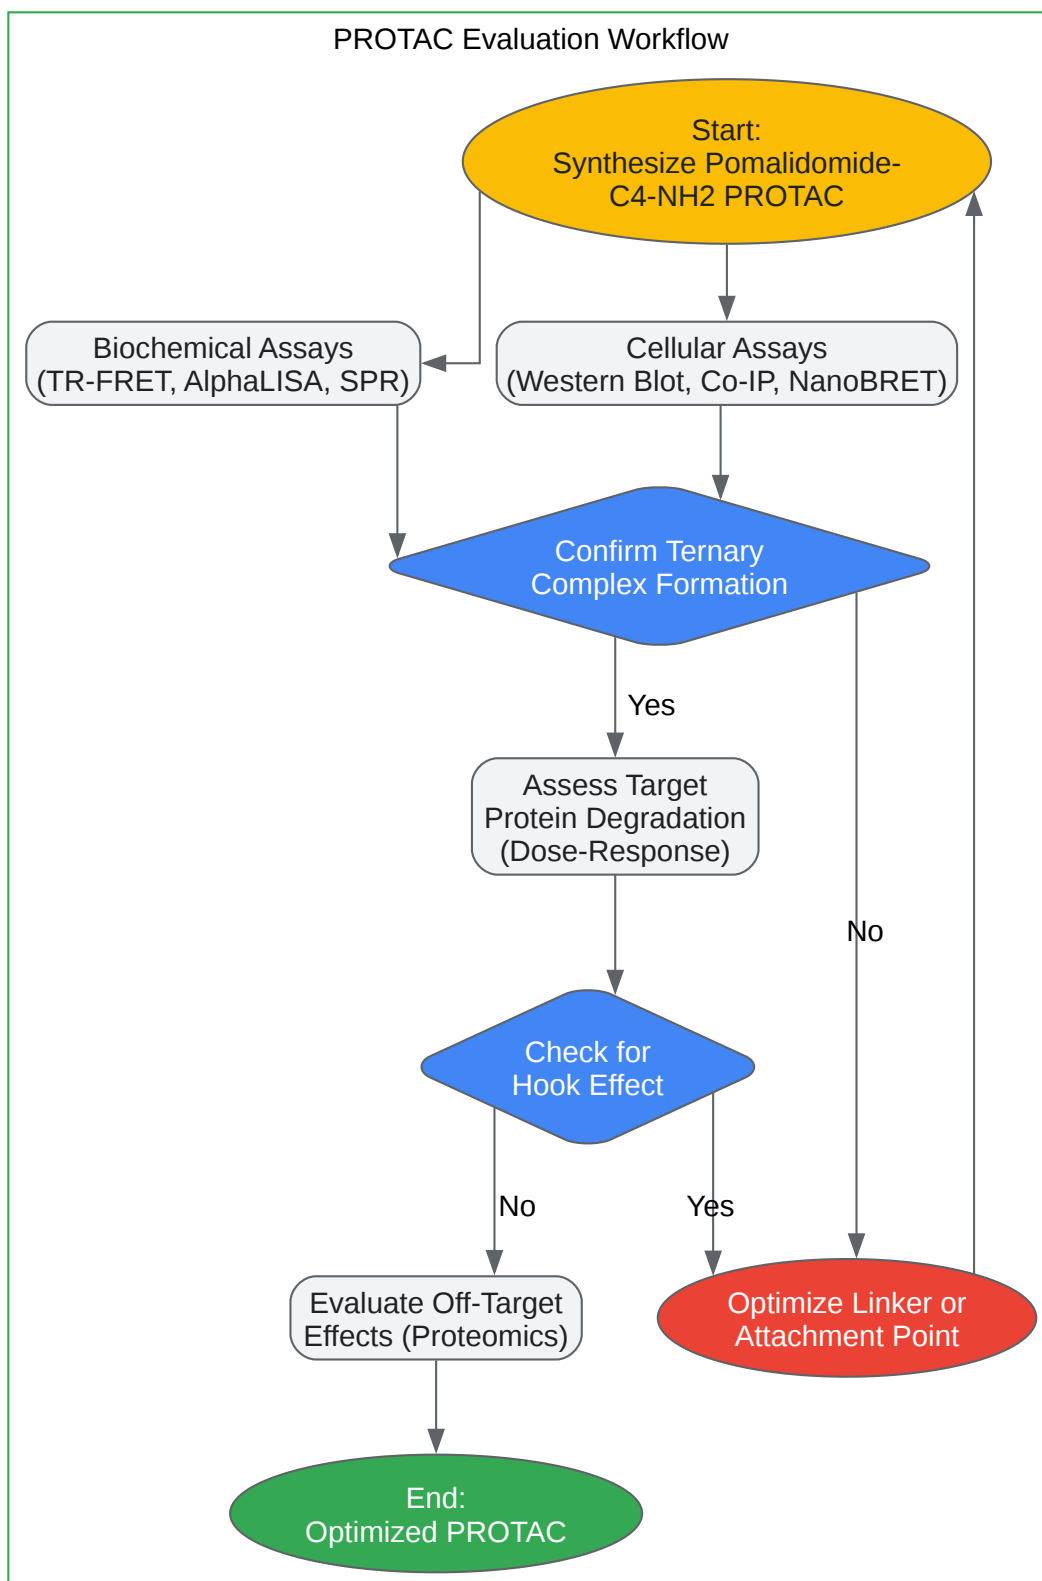 PROTAC Evaluation Workflow
Start:
Synthesize Pomalidomide-
C4-NH2 PROTAC
Biochemical Assays
(TR-FRET, AlphaLISA, SPR)
Cellular Assays
(Western Blot, Co-IP, NanoBRET)
Confirm Ternary
Complex Formation
Yes
Assess Target
Protein Degradation
(Dose-Response)
No
Check for
Hook Effect
No
Yes
Evaluate Off-Target
Effects (Proteomics)
Optimize Linker or
Attachment Point
End:
Optimized PROTAC